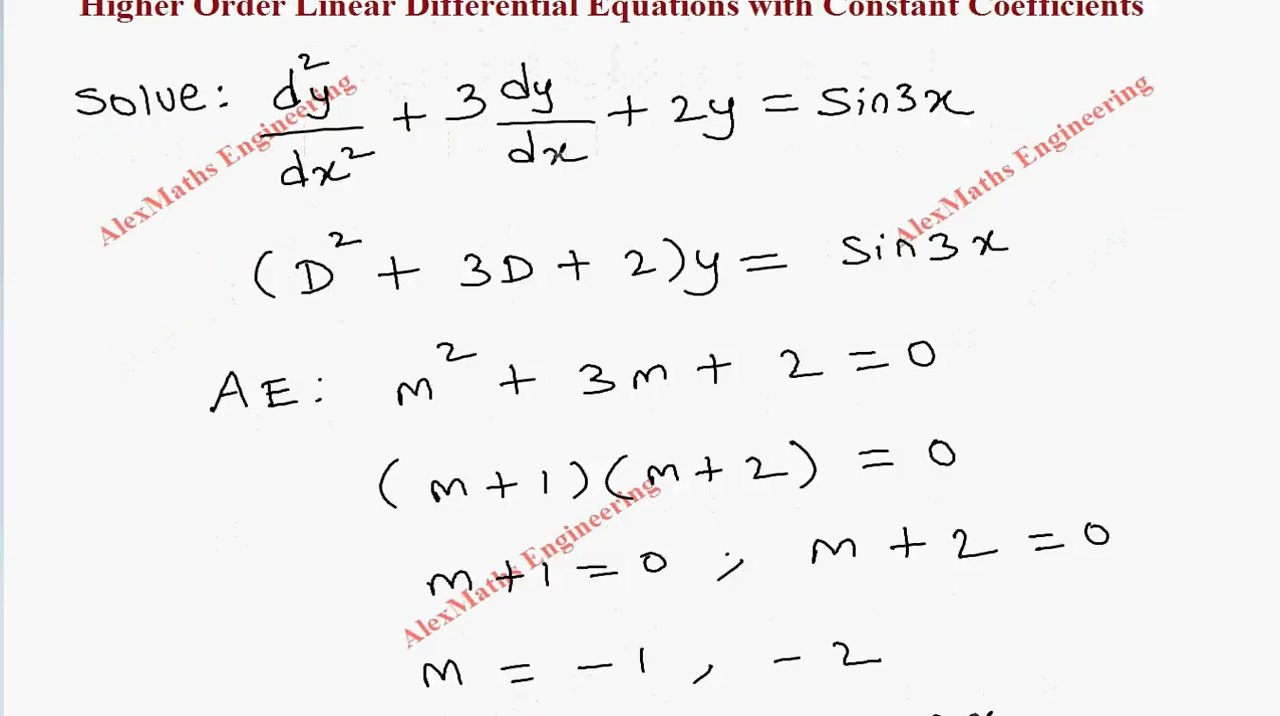 Higher Order Linear Differential Equations with Constant Coefficients
Solve: d²y/dx² + 3 dy/dx + 2y = Sin3x
AlexMaths Engineering
AlexMaths Engineering
(D² + 3D + 2)y = Sin3x
AE: m² + 3m + 2 = 0
(m+1)(m+2) = 0
AlexMaths Engineering
m+1 = 0 , m + 2 = 0
m = -1 , -2